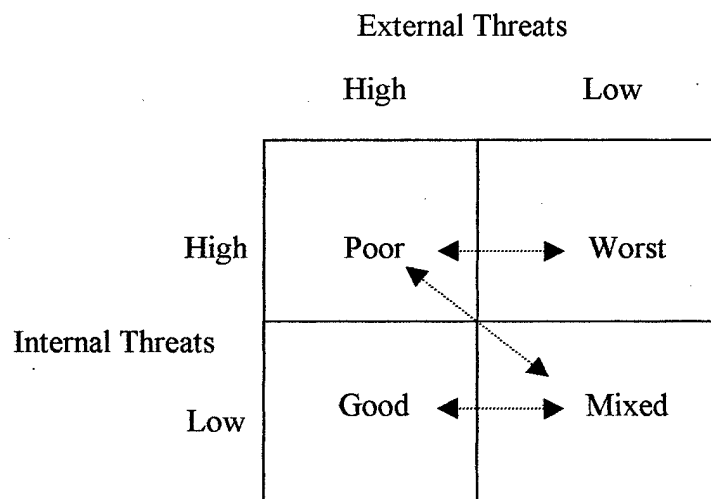 External Threats
High Low
High Poor Worst
Internal Threats
Low Good Mixed